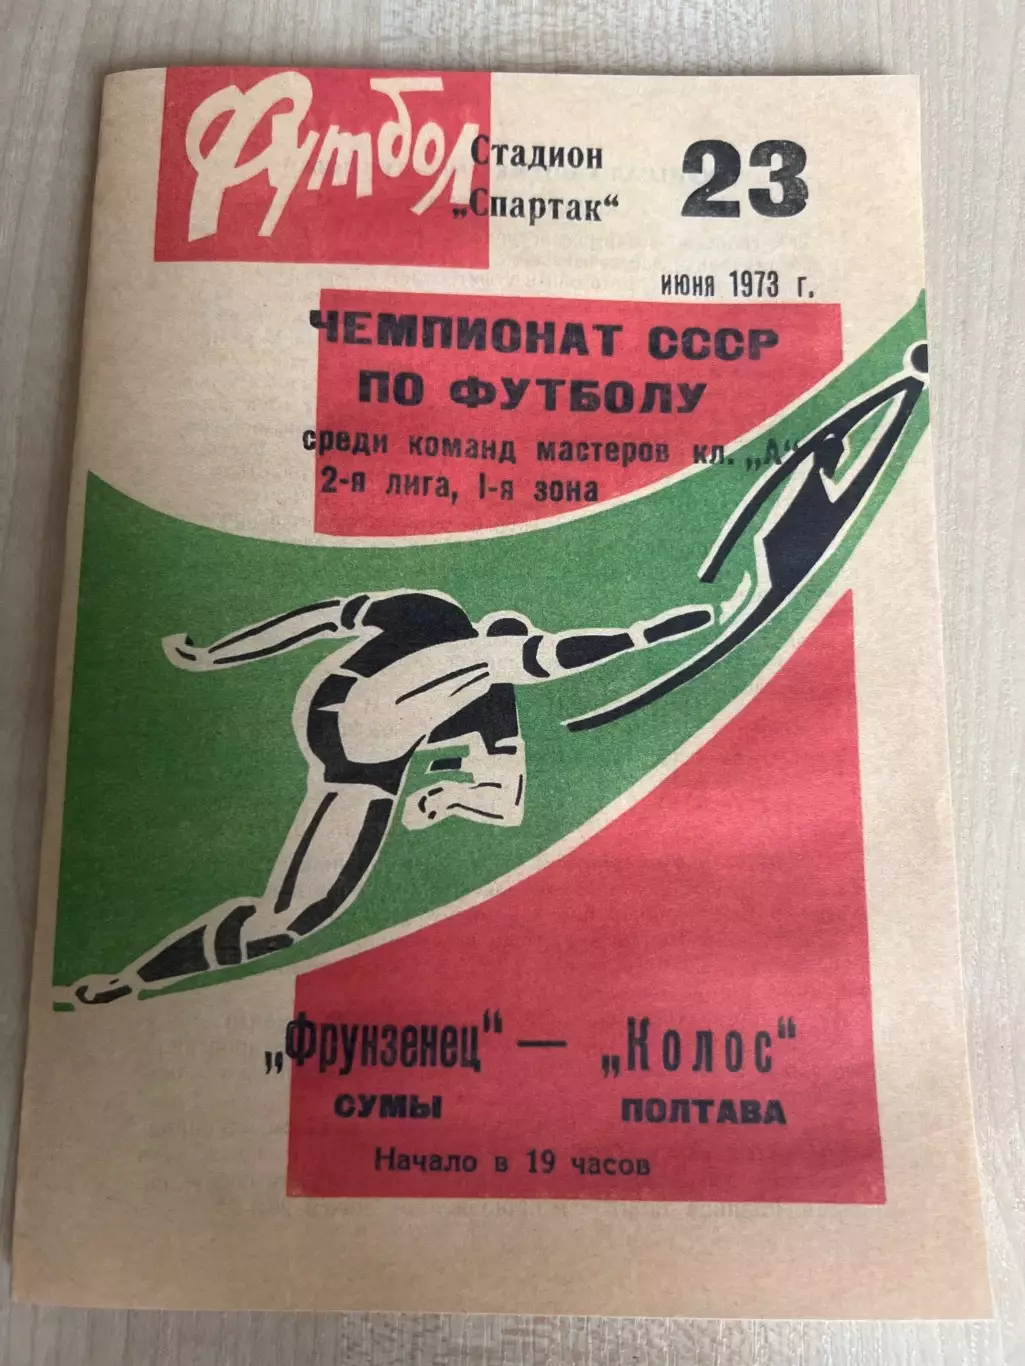 Футбол
Стадион
„Спартак“
23
июня 1973 г.
ЧЕМПИОНАТ СССР
ПО ФУТБОЛУ
среди команд мастеров кл. „А“
2-я лига, I-я зона
„Фрунзенец“ — „Колос“
СУМЫ ПОЛТАВА
Начало в 19 часов